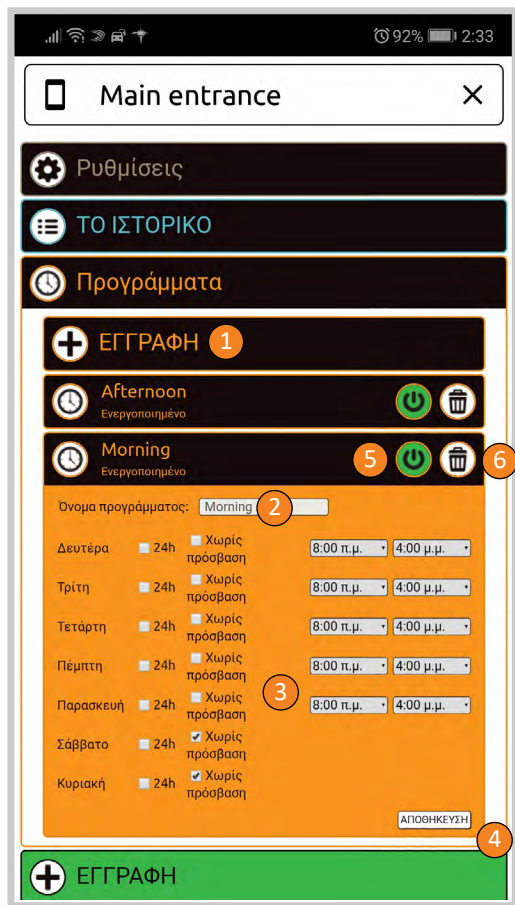 92% 2:33
Main entrance
Ρυθμίσεις
ΤΟ ΙΣΤΟΡΙΚΟ
Προγράμματα
ΕΓΓΡΑΦΗ 1
Afternoon
Ενεργοποιημένο
Morning
Ενεργοποιημένο
5 6
Όνομα προγράμματος: Morning 2
Δευτέρα 24h Χωρίς πρόσβαση 8:00 π.μ. 4:00 μ.μ.
Τρίτη 24h Χωρίς πρόσβαση 8:00 π.μ. 4:00 μ.μ.
Τετάρτη 24h Χωρίς πρόσβαση 8:00 π.μ. 4:00 μ.μ.
Πέμπτη 24h Χωρίς πρόσβαση 8:00 π.μ. 4:00 μ.μ.
3
Παρασκευή 24h Χωρίς πρόσβαση 8:00 π.μ. 4:00 μ.μ.
Σάββατο 24h Χωρίς πρόσβαση
Κυριακή 24h Χωρίς πρόσβαση
ΑΠΟΘΗΚΕΥΣΗ
4
ΕΓΓΡΑΦΗ